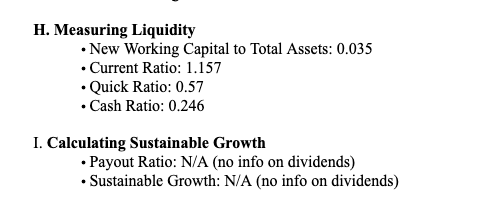 H. Measuring Liquidity
• New Working Capital to Total Assets: 0.035
• Current Ratio: 1.157
• Quick Ratio: 0.57
• Cash Ratio: 0.246
I. Calculating Sustainable Growth
• Payout Ratio: N/A (no info on dividends)
• Sustainable Growth: N/A (no info on dividends)